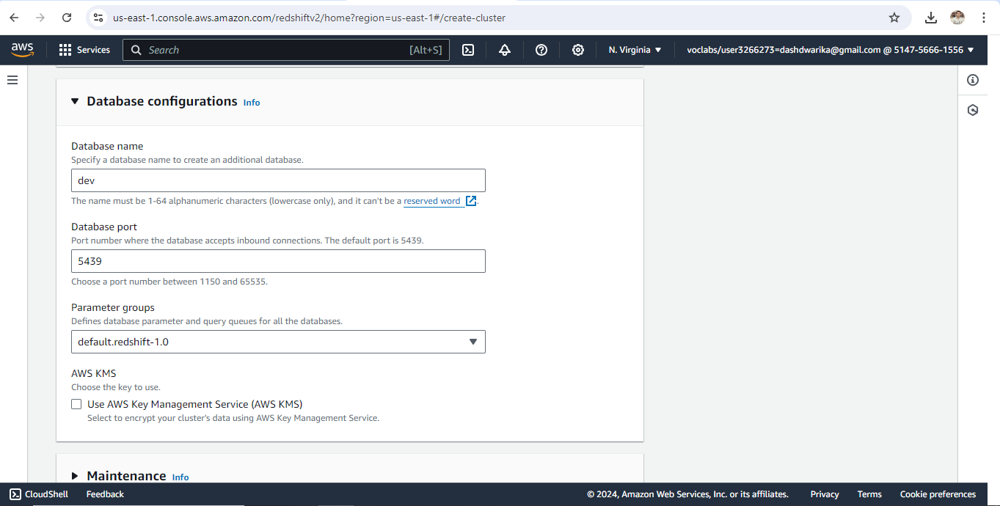 us-east-1.console.aws.amazon.com/redshiftv2/home?region=us-east-1#/create-cluster
aws Services Search [Alt+S] N. Virginia voclabs/user3266273=dashdwarika@gmail.com @ 5147-5666-1556
Database configurations Info
Database name
Specify a database name to create an additional database.
dev
The name must be 1-64 alphanumeric characters (lowercase only), and it can't be a reserved word .
Database port
Port number where the database accepts inbound connections. The default port is 5439.
5439
Choose a port number between 1150 and 65535.
Parameter groups
Defines database parameter and query queues for all the databases.
default.redshift-1.0
AWS KMS
Choose the key to use.
Use AWS Key Management Service (AWS KMS)
Select to encrypt your cluster's data using AWS Key Management Service.
Maintenance Info
CloudShell Feedback © 2024, Amazon Web Services, Inc. or its affiliates. Privacy Terms Cookie preferences